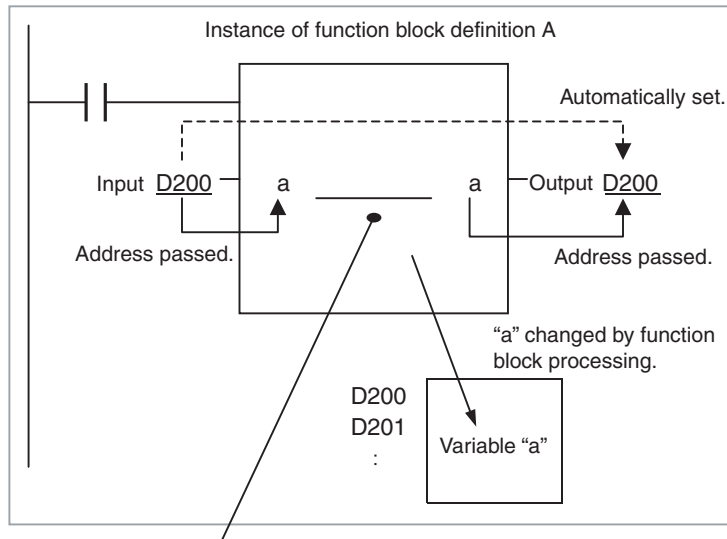 Instance of function block definition A
Automatically set.
Input D200
a
a
Output D200
Address passed.
Address passed.
“a” changed by function
block processing.
D200
D201
:
Variable “a”